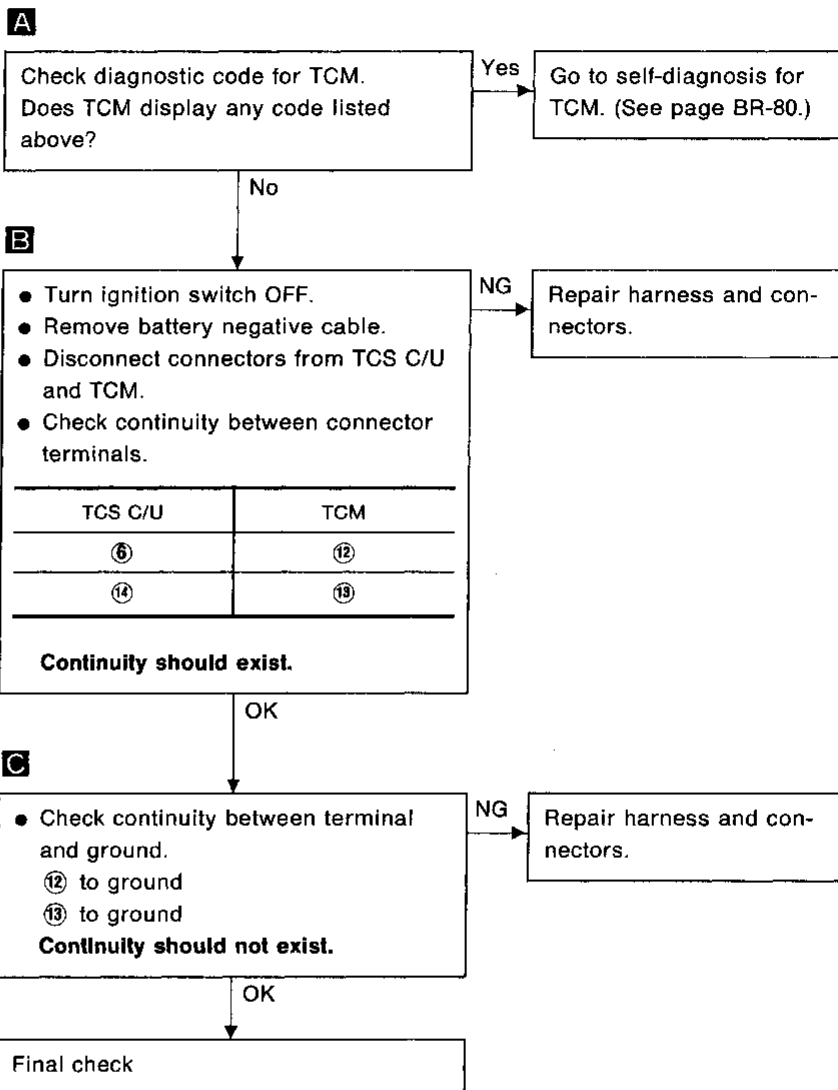 A
Check diagnostic code for TCM.
Does TCM display any code listed
above?
Yes
Go to self-diagnosis for
TCM. (See page BR-80.)
No
B
● Turn ignition switch OFF.
● Remove battery negative cable.
● Disconnect connectors from TCS C/U
and TCM.
● Check continuity between connector
terminals.
TCS C/U TCM
⑥ ⑫
⑭ ⑬
Continuity should exist.
NG
Repair harness and con-
nectors.
OK
C
● Check continuity between terminal
and ground.
⑫ to ground
⑬ to ground
Continuity should not exist.
NG
Repair harness and con-
nectors.
OK
Final check